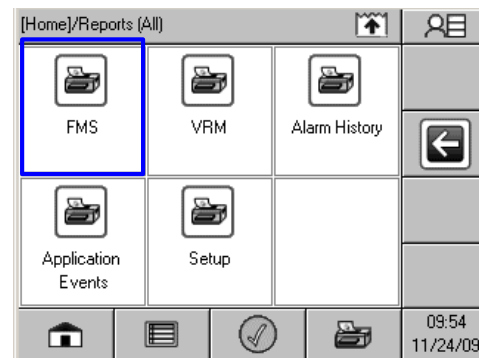 [Home]/Reports (All)
FMS
VRM
Alarm History
Application
Events
Setup
09:54
11/24/09